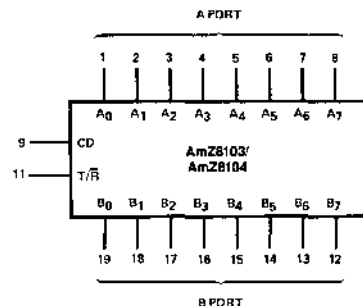 A PORT
1 2 3 4 5 6 7 8
A0 A1 A2 A3 A4 A5 A6 A7
9 CD
AmZ8103/
AmZ8104
11 T/R̅
B0 B1 B2 B3 B4 B5 B6 B7
19 18 17 16 15 14 13 12
B PORT